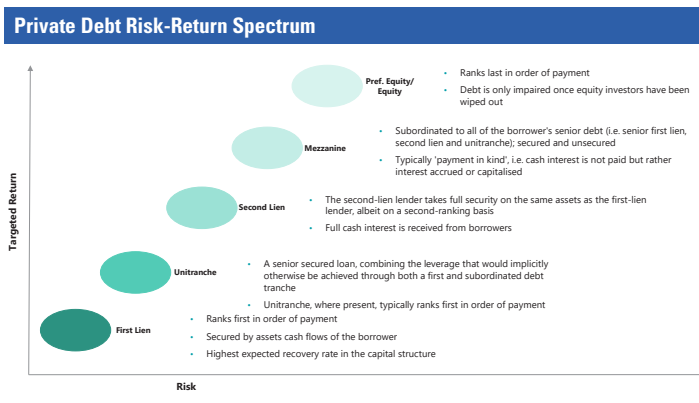 Private Debt Risk-Return Spectrum
Targeted Return
Pref. Equity/
Equity
• Ranks last in order of payment
• Debt is only impaired once equity investors have been
wiped out
Mezzanine
• Subordinated to all of the borrower's senior debt (i.e. senior first lien,
second lien and unitranche); secured and unsecured
• Typically 'payment in kind', i.e. cash interest is not paid but rather
interest accrued or capitalised
Second Lien
• The second-lien lender takes full security on the same assets as the first-lien
lender, albeit on a second-ranking basis
• Full cash interest is received from borrowers
Unitranche
• A senior secured loan, combining the leverage that would implicitly
otherwise be achieved through both a first and subordinated debt
tranche
• Unitranche, where present, typically ranks first in order of payment
First Lien
• Ranks first in order of payment
• Secured by assets cash flows of the borrower
• Highest expected recovery rate in the capital structure
Risk